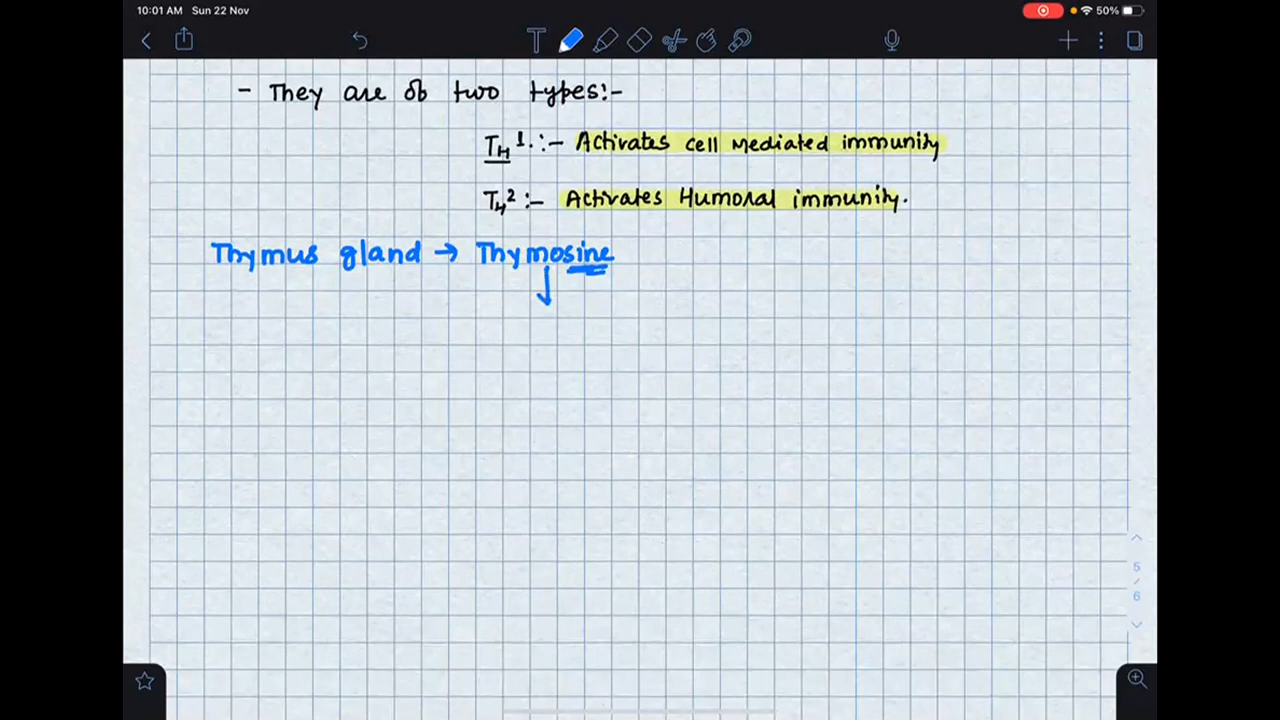 10:01 AM Sun 22 Nov
50%
- They are of two types:-
TH1. :- Activates cell Mediated immunity
TH2 :- Activates Humoral immunity.
Thymus gland → Thymosine
↓
5
/
6